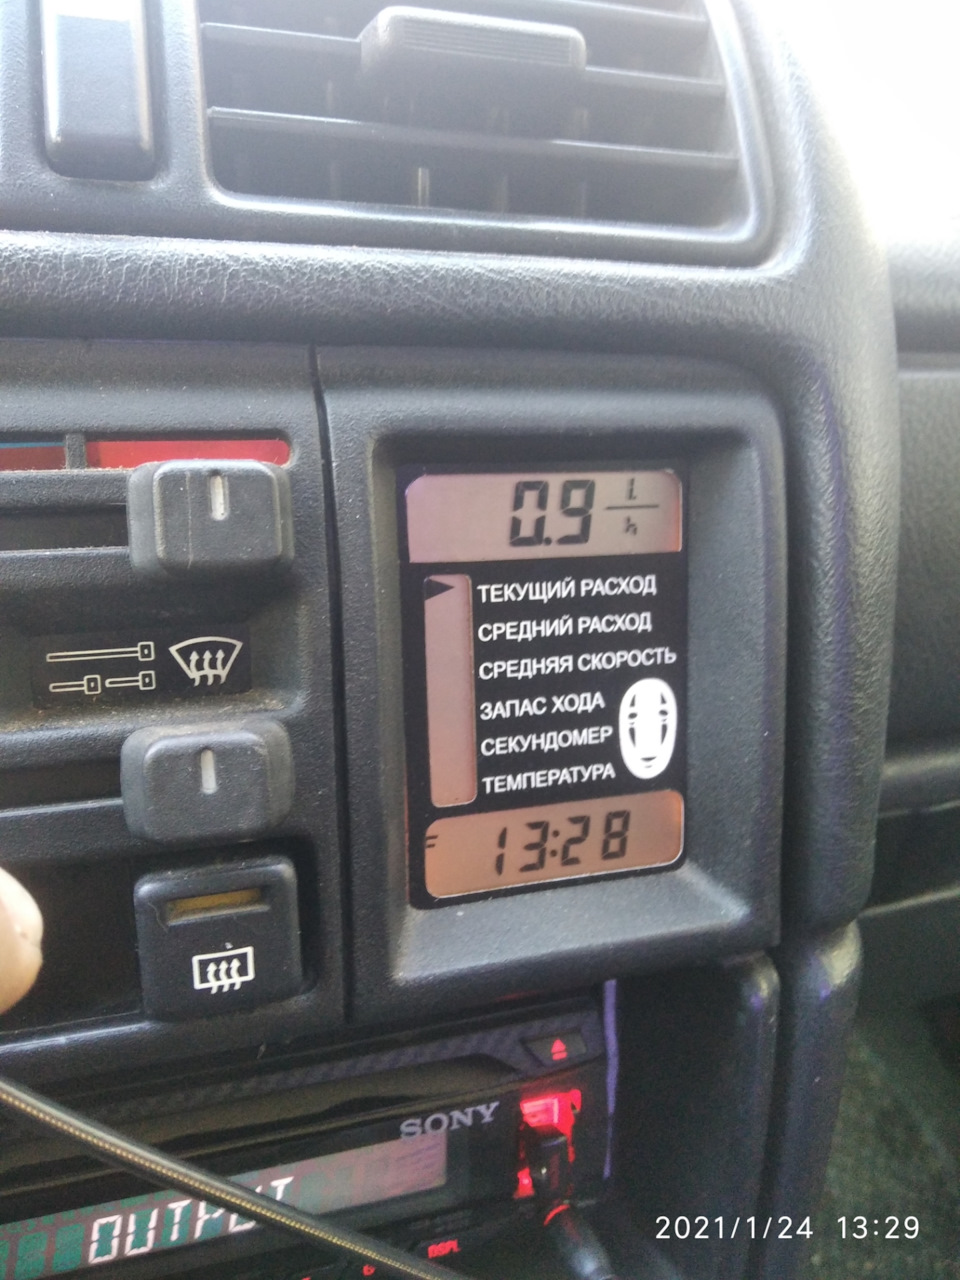 0.9 L/h
ТЕКУЩИЙ РАСХОД
СРЕДНИЙ РАСХОД
СРЕДНЯЯ СКОРОСТЬ
ЗАПАС ХОДА
СЕКУНДОМЕР
ТЕМПЕРАТУРА
13:28
SONY
OUTPUT
DSPL
2021/1/24 13:29